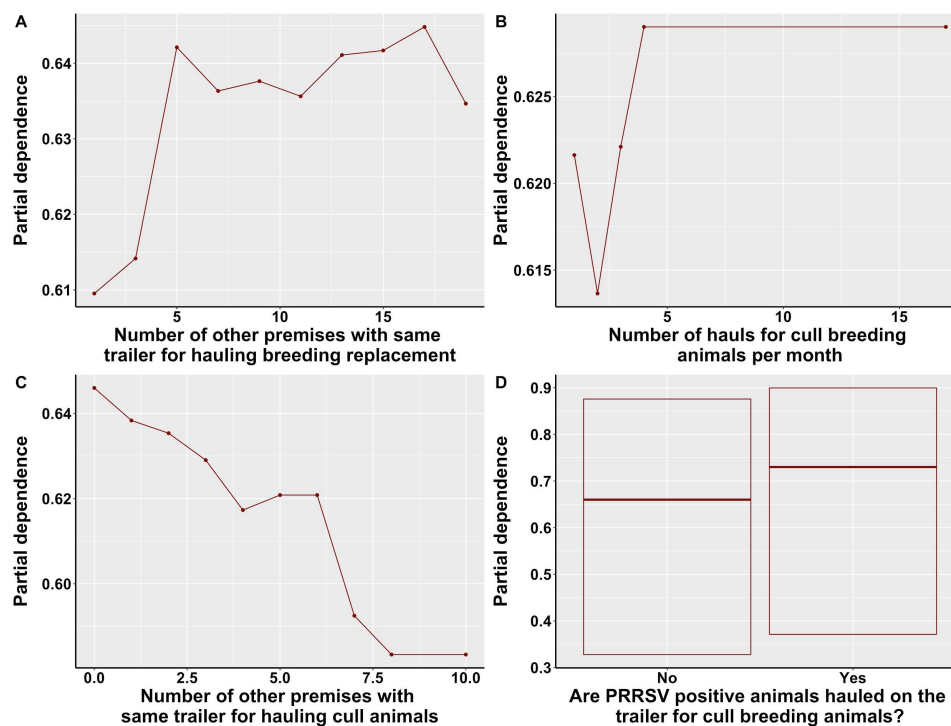 A
Partial dependence
0.64
0.63
0.62
0.61
5
10
15
Number of other premises with same
trailer for hauling breeding replacement
B
Partial dependence
0.625
0.620
0.615
5
10
15
Number of hauls for cull breeding
animals per month
C
Partial dependence
0.64
0.62
0.60
0.0
2.5
5.0
7.5
10.0
Number of other premises with
same trailer for hauling cull animals
D
Partial dependence
0.9
0.8
0.7
0.6
0.5
0.4
0.3
No
Yes
Are PRRSV positive animals hauled on the
trailer for cull breeding animals?